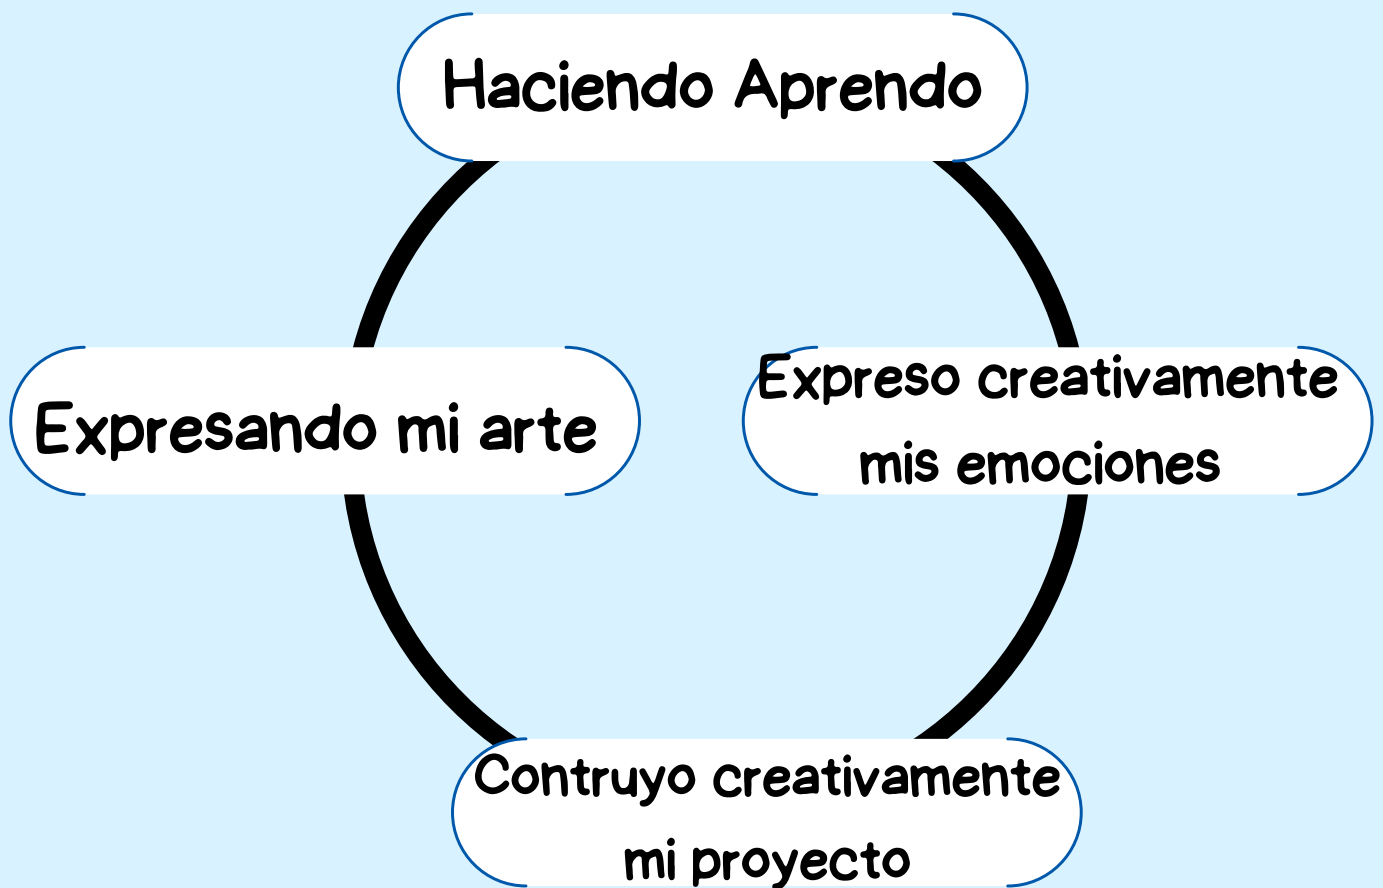 Haciendo Aprendo
Expresando mi arte
Expreso creativamente
mis emociones
Contruyo creativamente
mi proyecto